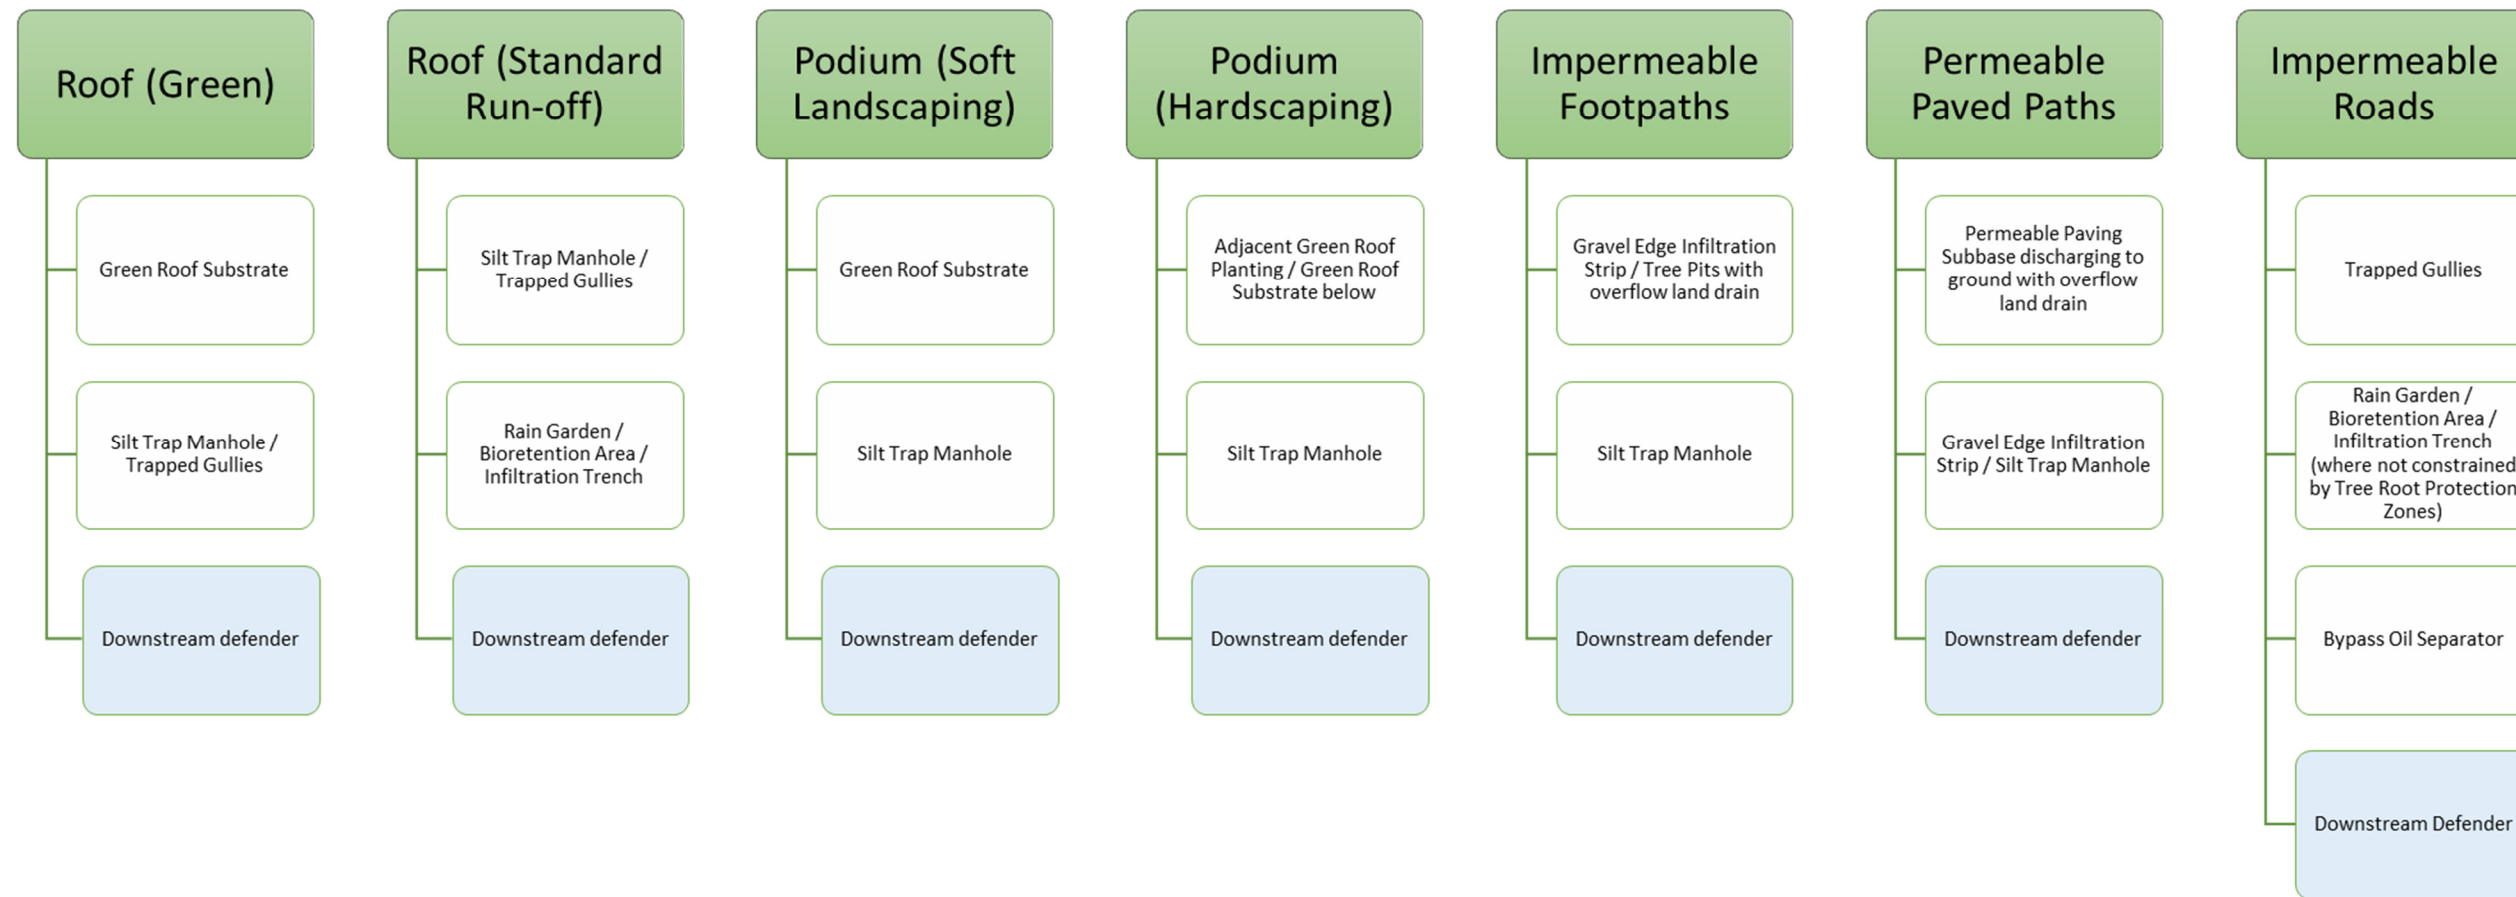 Roof (Green)
Green Roof Substrate
Silt Trap Manhole /
Trapped Gullies
Downstream defender
Roof (Standard
Run-off)
Silt Trap Manhole /
Trapped Gullies
Rain Garden /
Bioretention Area /
Infiltration Trench
Downstream defender
Podium (Soft
Landscaping)
Green Roof Substrate
Silt Trap Manhole
Downstream defender
Podium
(Hardscaping)
Adjacent Green Roof
Planting / Green Roof
Substrate below
Silt Trap Manhole
Downstream defender
Impermeable
Footpaths
Gravel Edge Infiltration
Strip / Tree Pits with
overflow land drain
Silt Trap Manhole
Downstream defender
Permeable
Paved Paths
Permeable Paving
Subbase discharging to
ground with overflow
land drain
Gravel Edge Infiltration
Strip / Silt Trap Manhole
Downstream defender
Impermeable
Roads
Trapped Gullies
Rain Garden /
Bioretention Area /
Infiltration Trench
(where not constrained
by Tree Root Protection
Zones)
Bypass Oil Separator
Downstream Defender